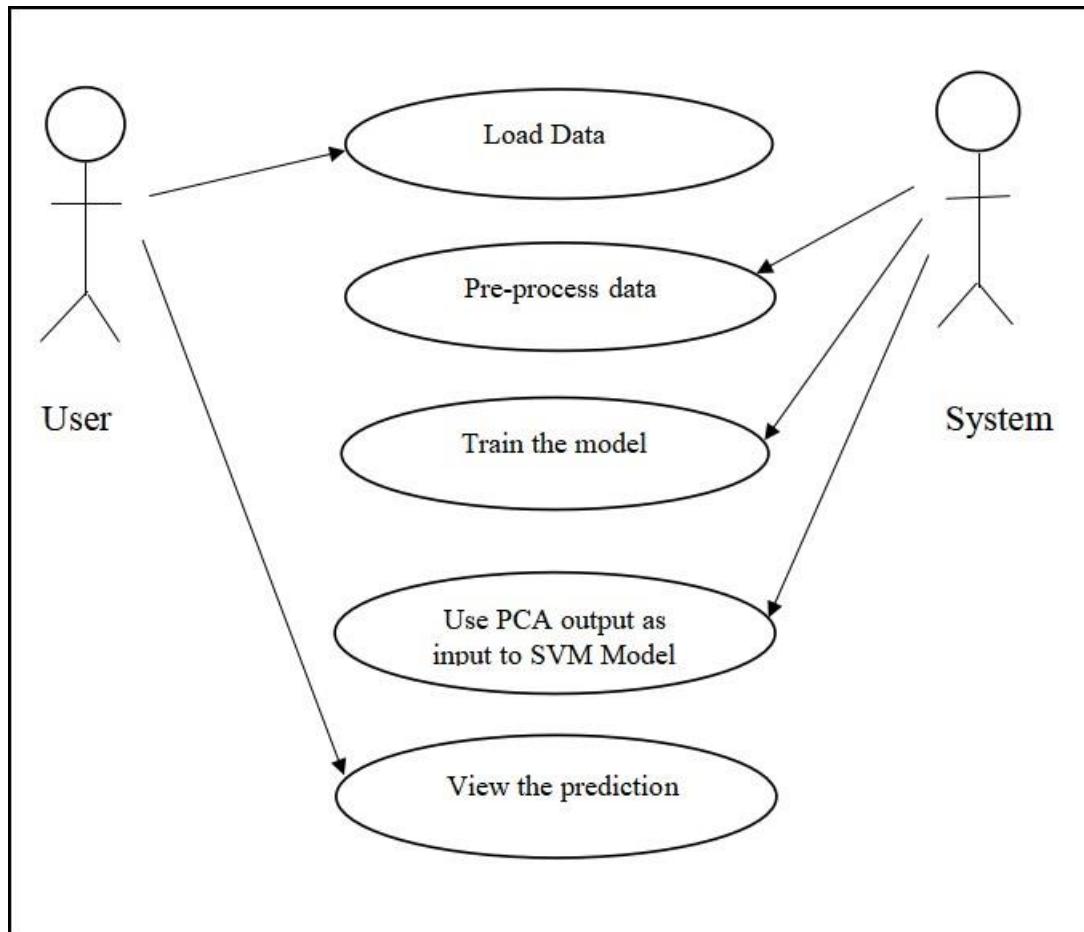 Load Data
Pre-process data
User
System
Train the model
Use PCA output as
input to SVM Model
View the prediction